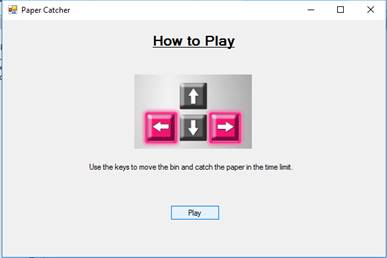 Paper Catcher
How to Play
Use the keys to move the bin and catch the paper in the time limit.
Play